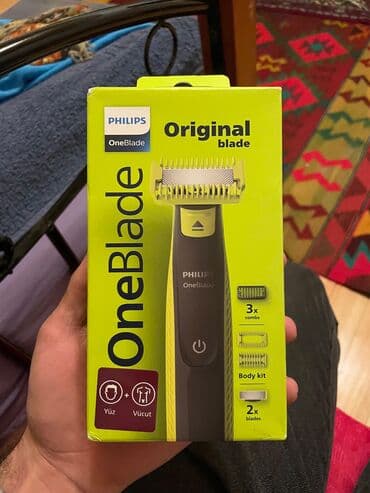 PHILIPS
OneBlade
Original
blade
OneBlade
PHILIPS
OneBlade
3x
combs
Body kit
2x
blades
Yüz
+
Vücut